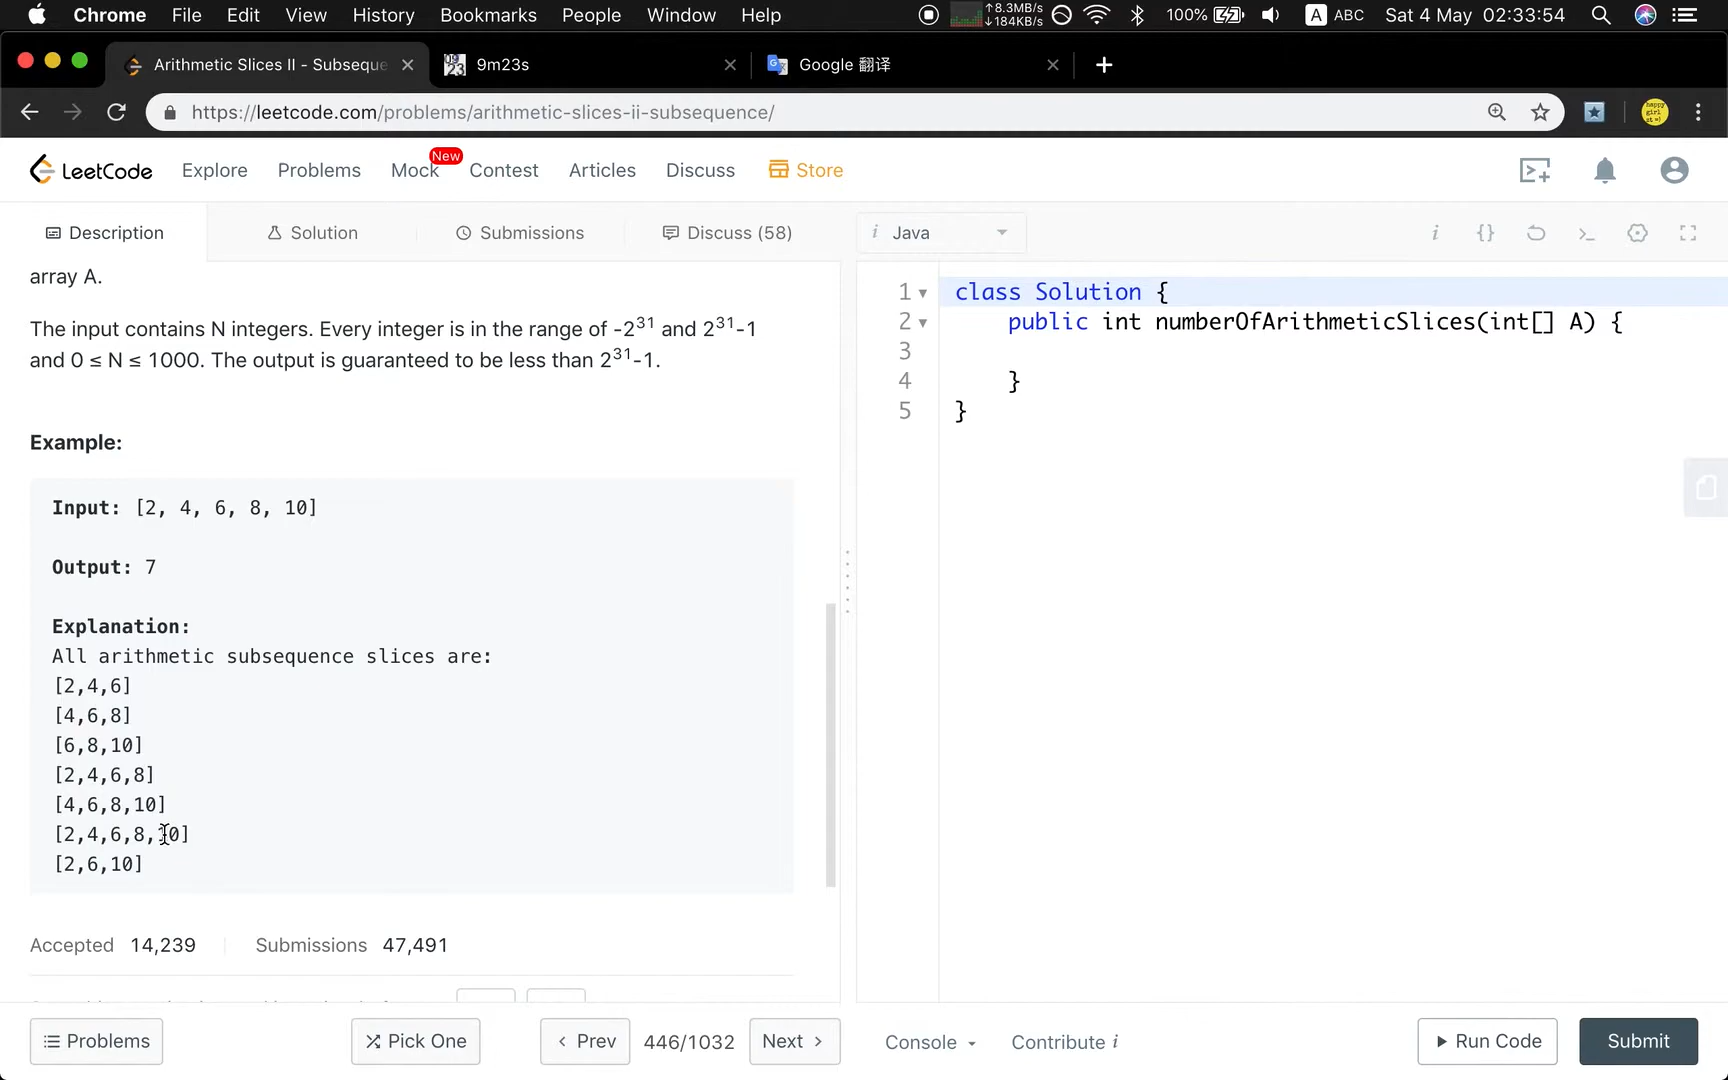 Chrome File Edit View History Bookmarks People Window Help ↑8.3MB/s ↓184KB/s 100% A ABC Sat 4 May 02:33:54
Arithmetic Slices II - Subseque 9m23s Google 翻译
https://leetcode.com/problems/arithmetic-slices-ii-subsequence/
LeetCode Explore Problems Mock New Contest Articles Discuss Store
Description Solution Submissions Discuss (58) i Java
array A.
The input contains N integers. Every integer is in the range of -2^31 and 2^31-1
and 0 ≤ N ≤ 1000. The output is guaranteed to be less than 2^31-1.
Example:
Input: [2, 4, 6, 8, 10]
Output: 7
Explanation:
All arithmetic subsequence slices are:
[2,4,6]
[4,6,8]
[6,8,10]
[2,4,6,8]
[4,6,8,10]
[2,4,6,8,10]
[2,6,10]
Accepted 14,239 Submissions 47,491
1 class Solution {
2 public int numberOfArithmeticSlices(int[] A) {
3
4 }
5 }
Problems Pick One < Prev 446/1032 Next > Console Contribute i Run Code Submit